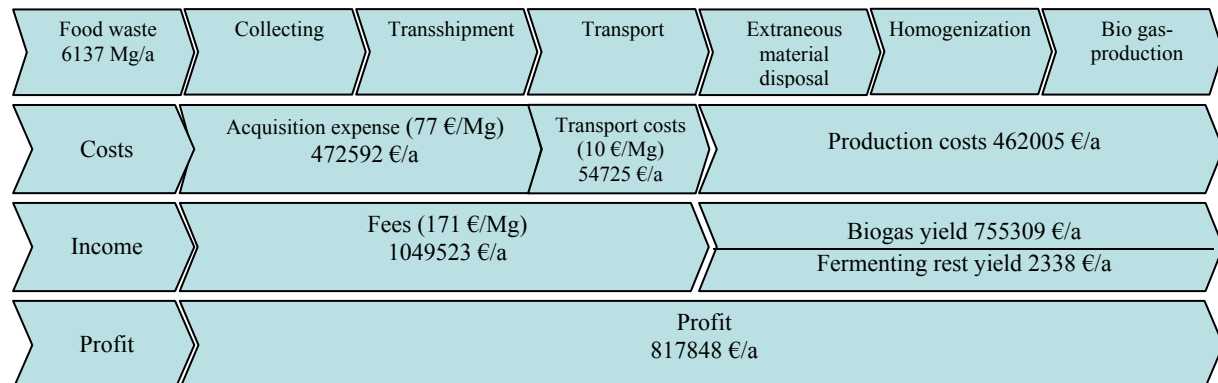 Food waste
6137 Mg/a
Collecting
Transshipment
Transport
Extraneous
material
disposal
Homogenization
Bio gas-
production
Costs
Acquisition expense (77 €/Mg)
472592 €/a
Transport costs
(10 €/Mg)
54725 €/a
Production costs 462005 €/a
Income
Fees (171 €/Mg)
1049523 €/a
Biogas yield 755309 €/a
Fermenting rest yield 2338 €/a
Profit
Profit
817848 €/a